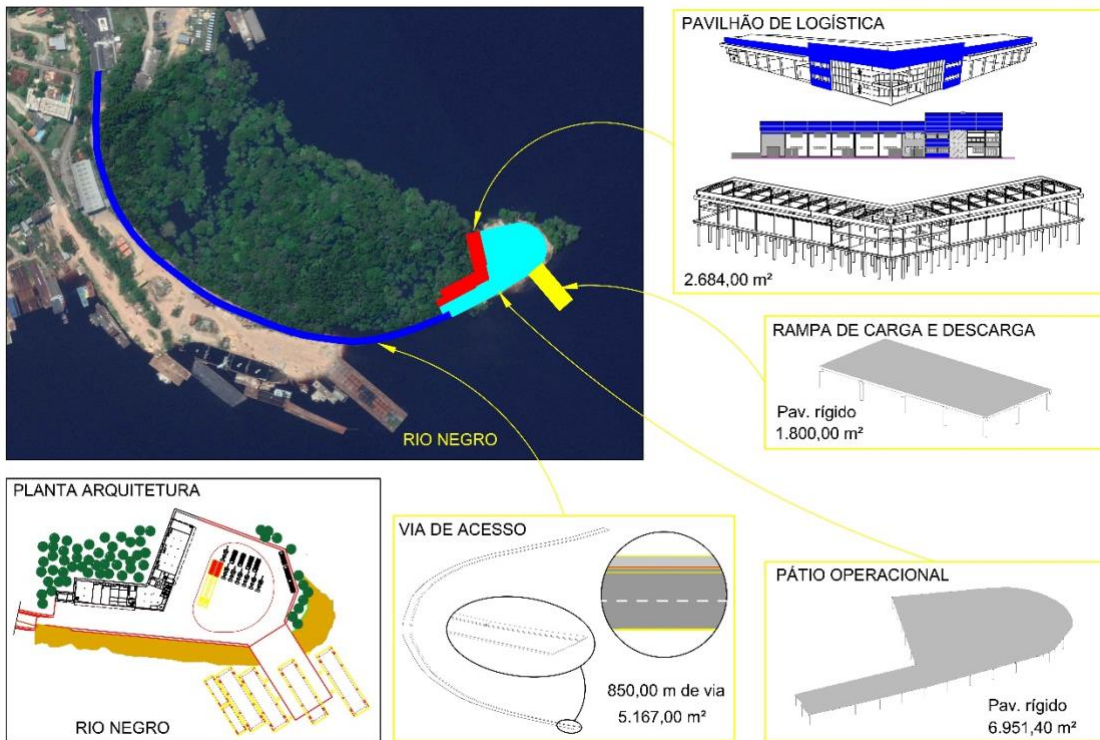 PAVILHÃO DE LOGÍSTICA
2.684,00 m²
RIO NEGRO
RAMPA DE CARGA E DESCARGA
Pav. rígido
1.800,00 m²
PLANTA ARQUITETURA
RIO NEGRO
VIA DE ACESSO
850,00 m de via
5.167,00 m²
PÁTIO OPERACIONAL
Pav. rígido
6.951,40 m²